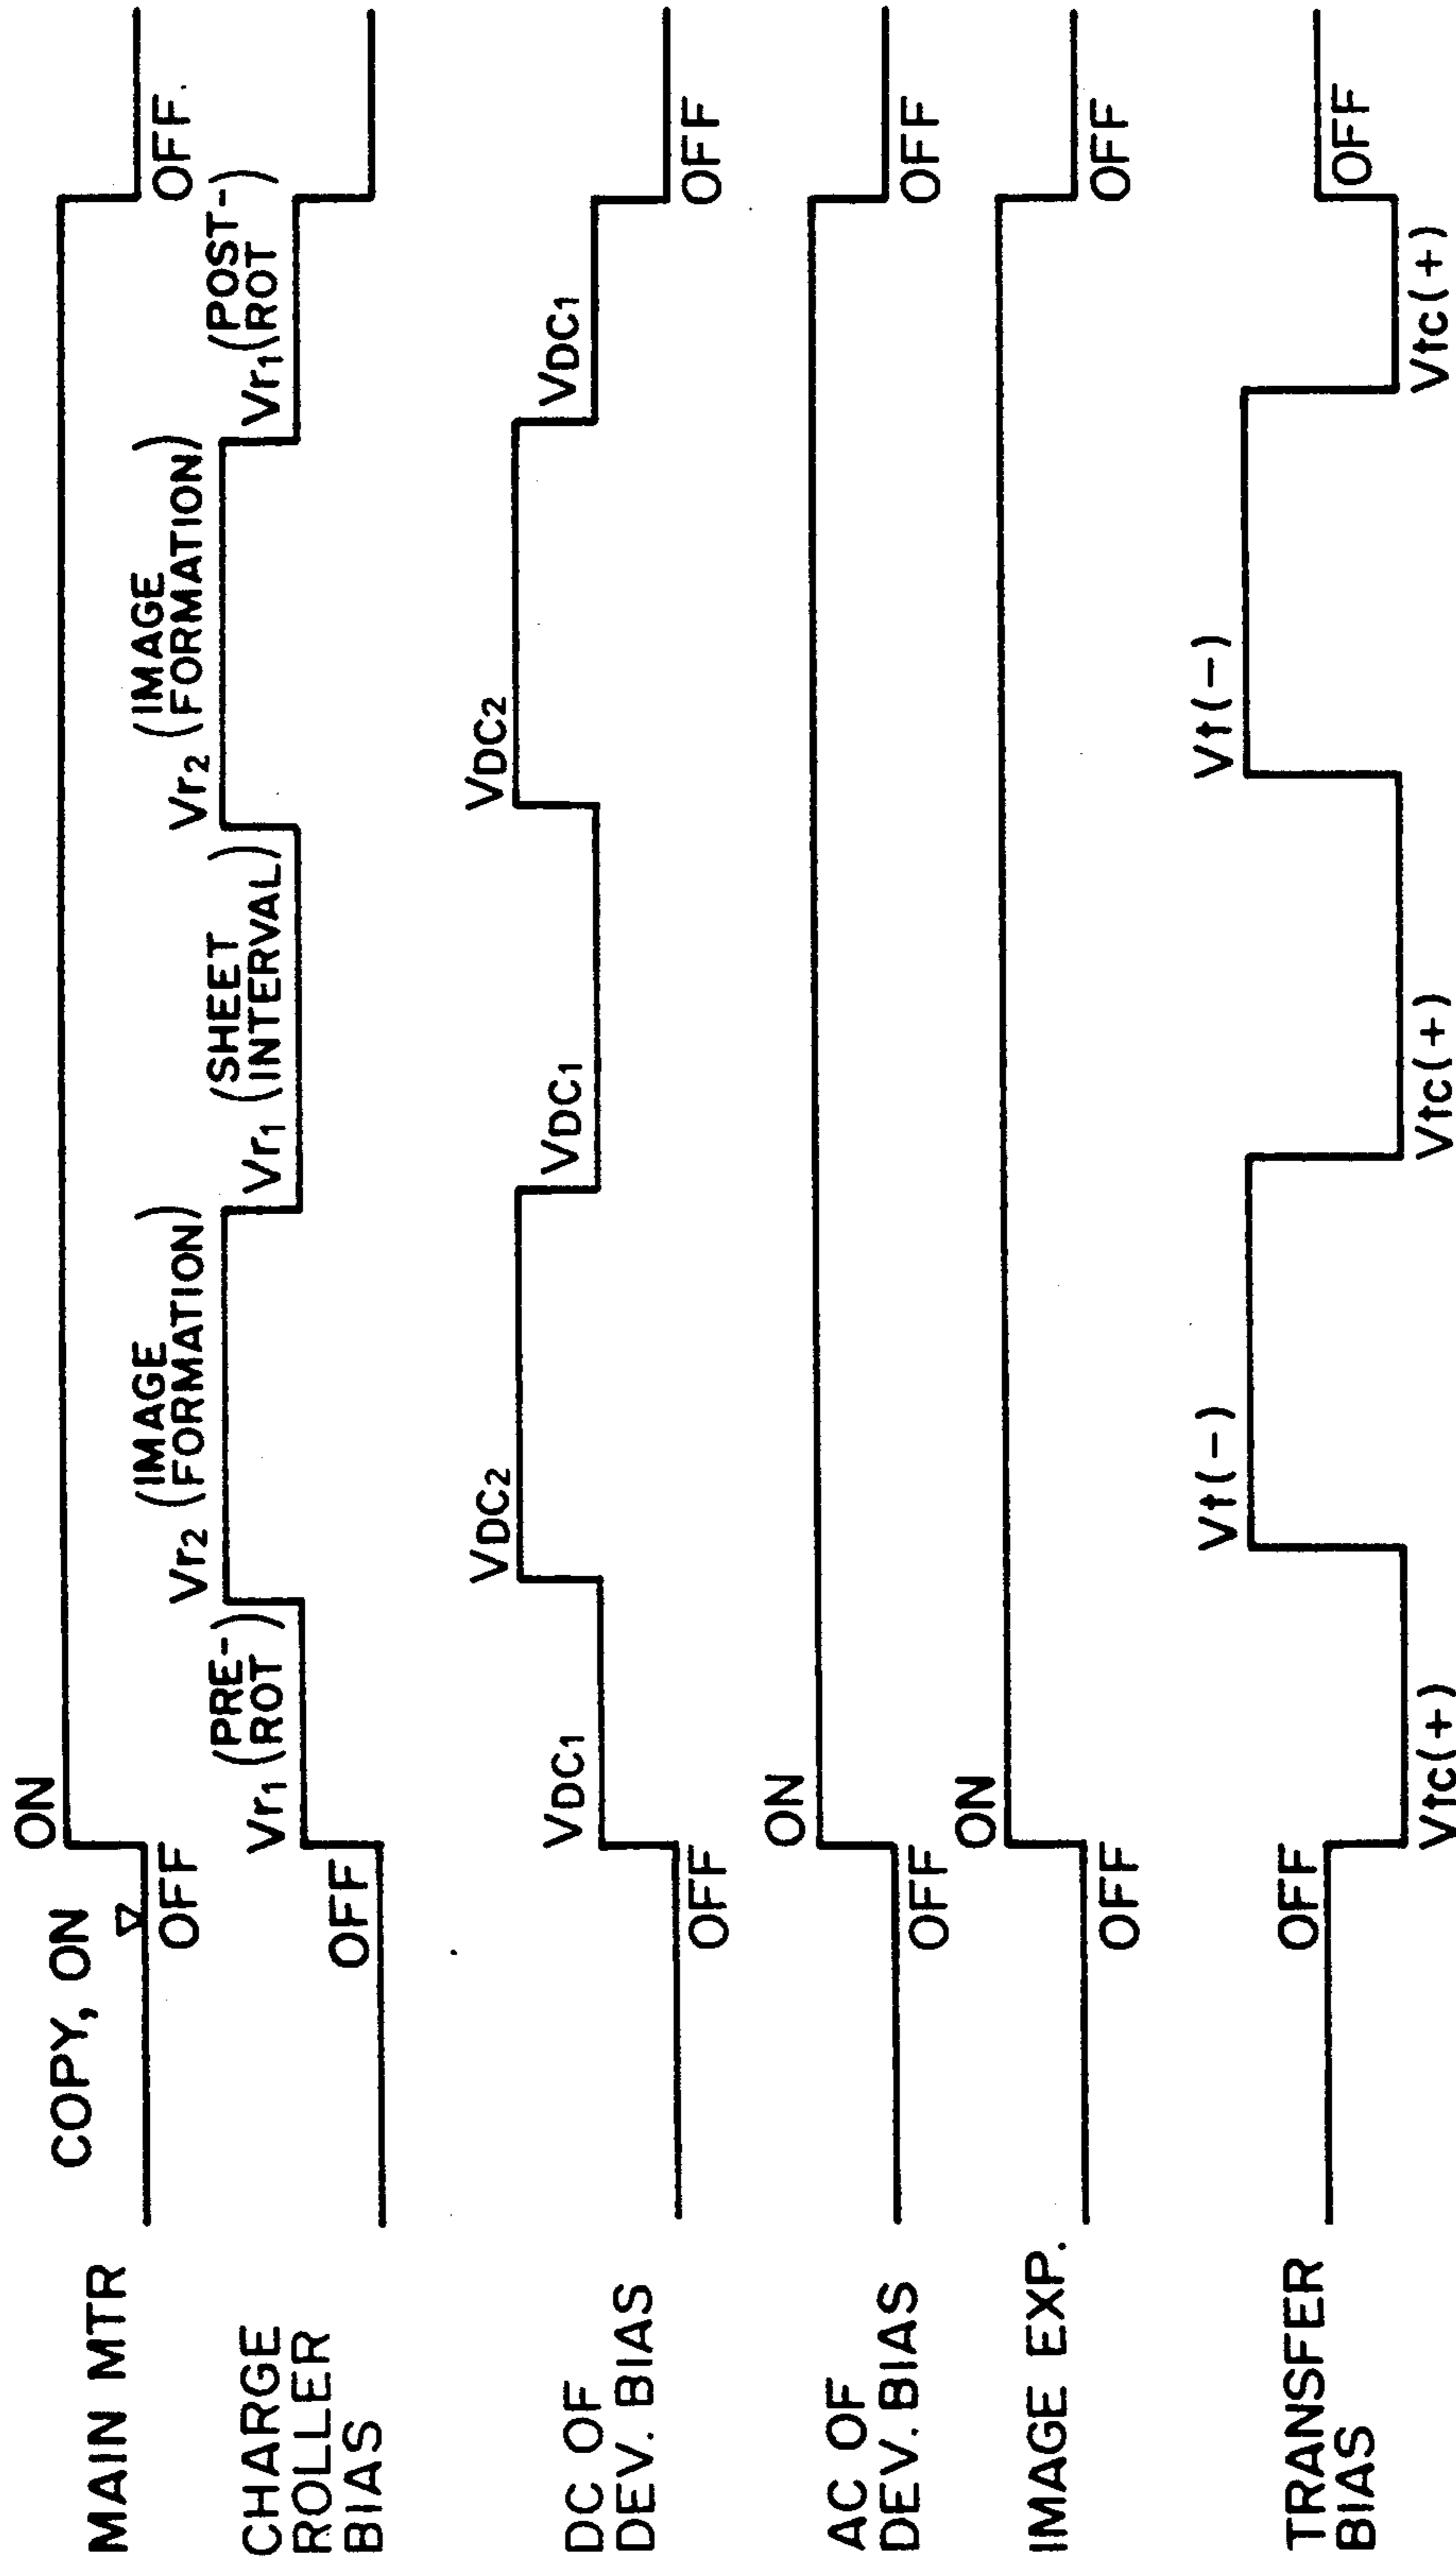 COPY, ON
ON
MAIN MTR
OFF
OFF.
CHARGE
ROLLER
BIAS
OFF
Vr1 (PRE-
ROT)
Vr2 (IMAGE
FORMATION)
Vr1 (SHEET
INTERVAL)
Vr2 (IMAGE
FORMATION)
Vr1 (POST-
ROT)
DC OF
DEV. BIAS
OFF
VDC1
VDC2
VDC1
VDC2
VDC1
OFF
AC OF
DEV. BIAS
OFF
ON
OFF
IMAGE EXP.
OFF
ON
OFF
TRANSFER
BIAS
OFF
Vtc(+)
Vt(-)
Vtc(+)
Vt(-)
Vtc(+)
OFF